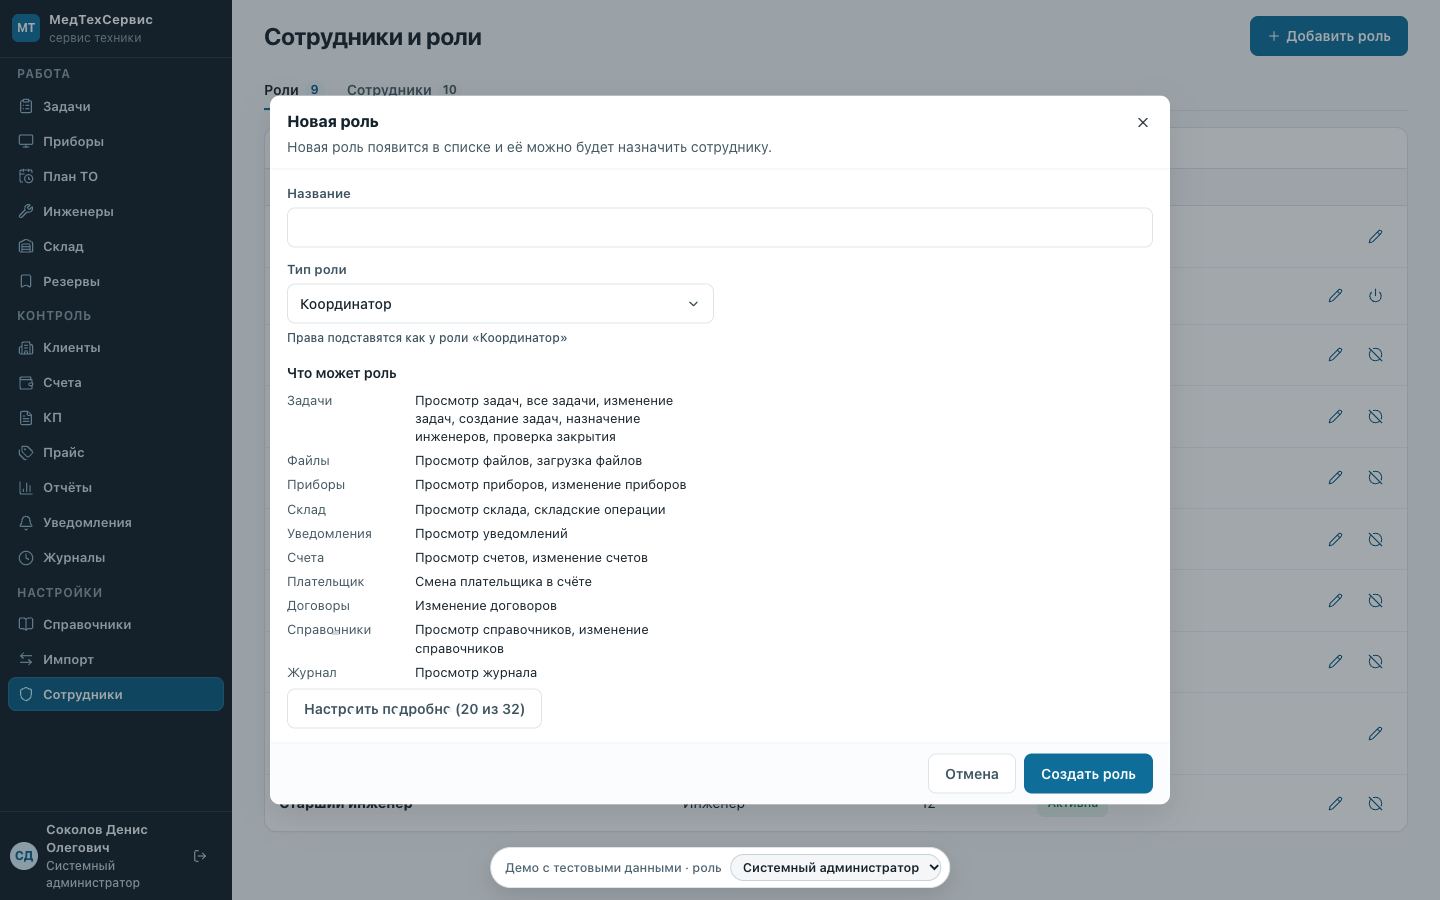 МТ
МедТехСервис
сервис техники
РАБОТА
Задачи
Приборы
План ТО
Инженеры
Склад
Резервы
КОНТРОЛЬ
Клиенты
Счета
КП
Прайс
Отчёты
Уведомления
Журналы
НАСТРОЙКИ
Справочники
Импорт
Сотрудники
СД
Соколов Денис
Олегович
Системный
администратор
Сотрудники и роли
+ Добавить роль
Роли 9 Сотрудники 10
Новая роль
Новая роль появится в списке и её можно будет назначить сотруднику.
Название
Тип роли
Координатор
Права подставятся как у роли «Координатор»
Что может роль
Задачи Просмотр задач, все задачи, изменение
задач, создание задач, назначение
инженеров, проверка закрытия
Файлы Просмотр файлов, загрузка файлов
Приборы Просмотр приборов, изменение приборов
Склад Просмотр склада, складские операции
Уведомления Просмотр уведомлений
Счета Просмотр счетов, изменение счетов
Плательщик Смена плательщика в счёте
Договоры Изменение договоров
Справочники Просмотр справочников, изменение
справочников
Журнал Просмотр журнала
Настроить подробно (20 из 32)
Отмена Создать роль
Старший инженер Инженер 12 Активна
Демо с тестовыми данными · роль Системный администратор